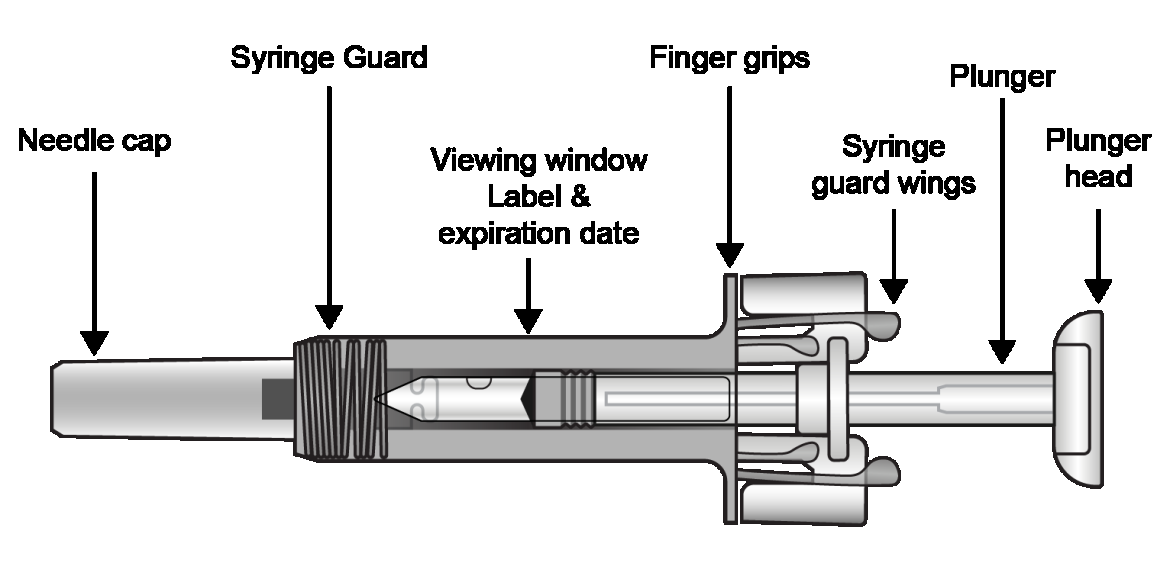 Needle cap
Syringe Guard
Viewing window
Label &
expiration date
Finger grips
Syringe
guard wings
Plunger
Plunger
head